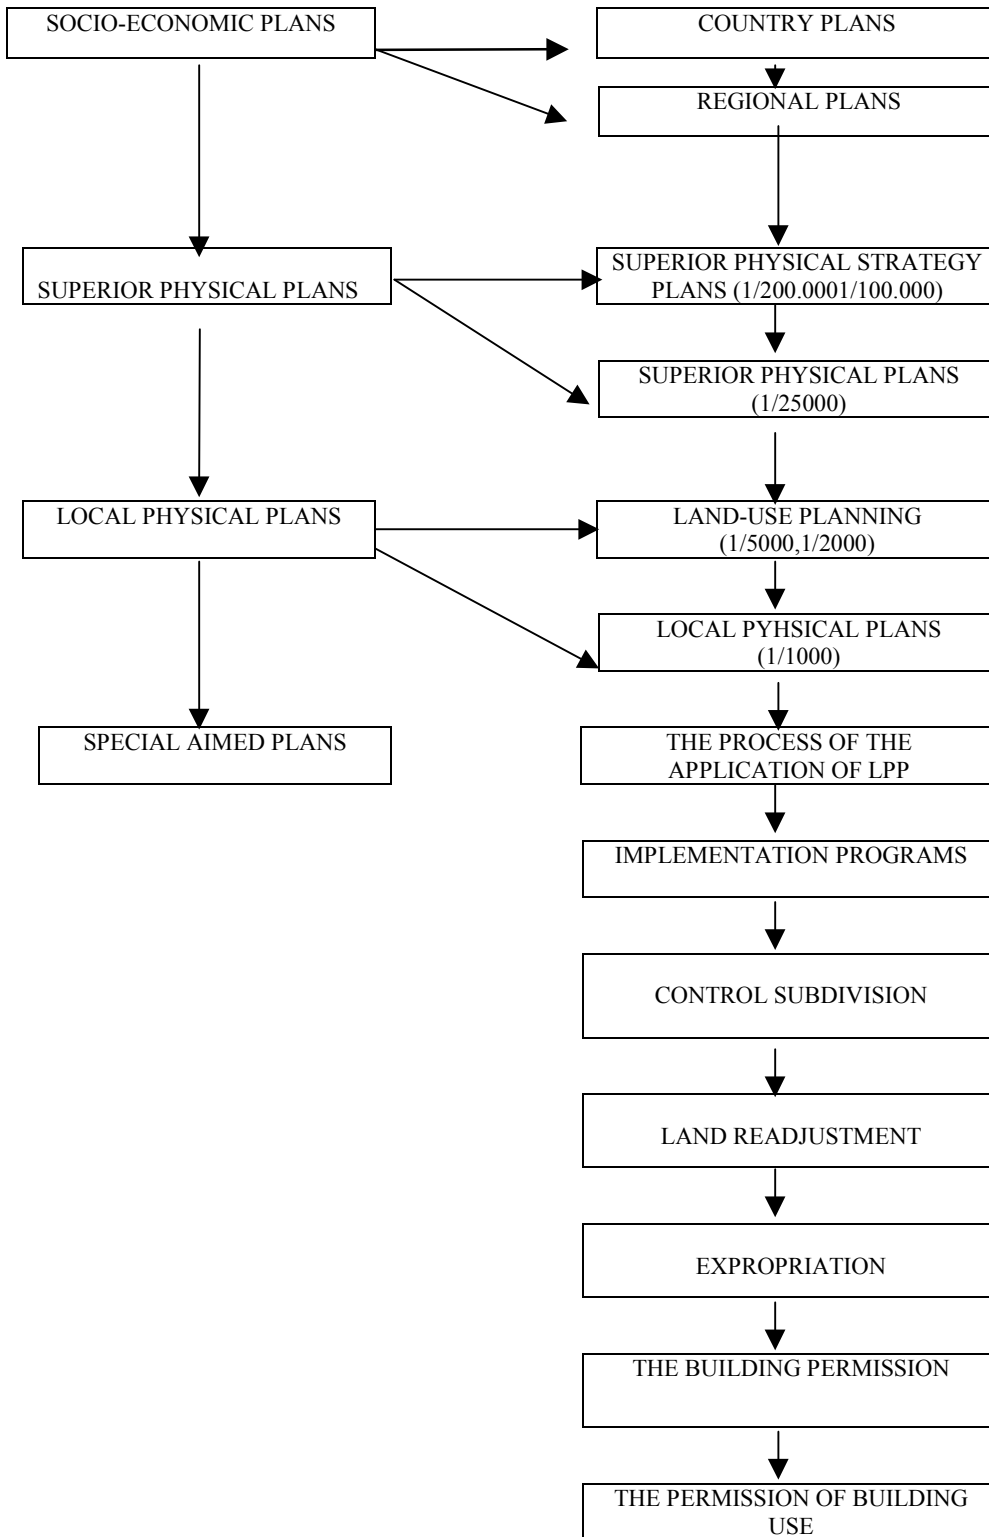 SOCIO-ECONOMIC PLANS
COUNTRY PLANS
REGIONAL PLANS
SUPERIOR PHYSICAL PLANS
SUPERIOR PHYSICAL STRATEGY
PLANS (1/200.0001/100.000)
SUPERIOR PHYSICAL PLANS
(1/25000)
LOCAL PHYSICAL PLANS
LAND-USE PLANNING
(1/5000,1/2000)
LOCAL PYHSICAL PLANS
(1/1000)
SPECIAL AIMED PLANS
THE PROCESS OF THE
APPLICATION OF LPP
IMPLEMENTATION PROGRAMS
CONTROL SUBDIVISION
LAND READJUSTMENT
EXPROPRIATION
THE BUILDING PERMISSION
THE PERMISSION OF BUILDING
USE